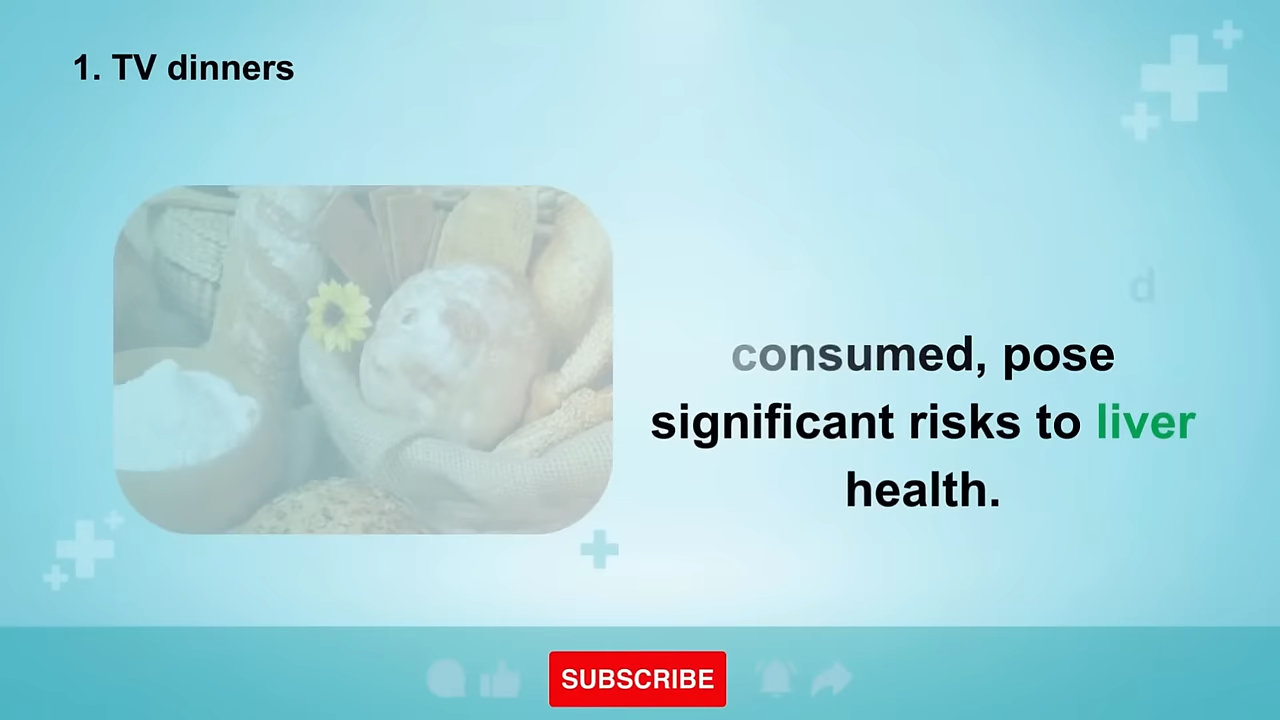 1. TV dinners
d
consumed, pose
significant risks to liver
health.
SUBSCRIBE